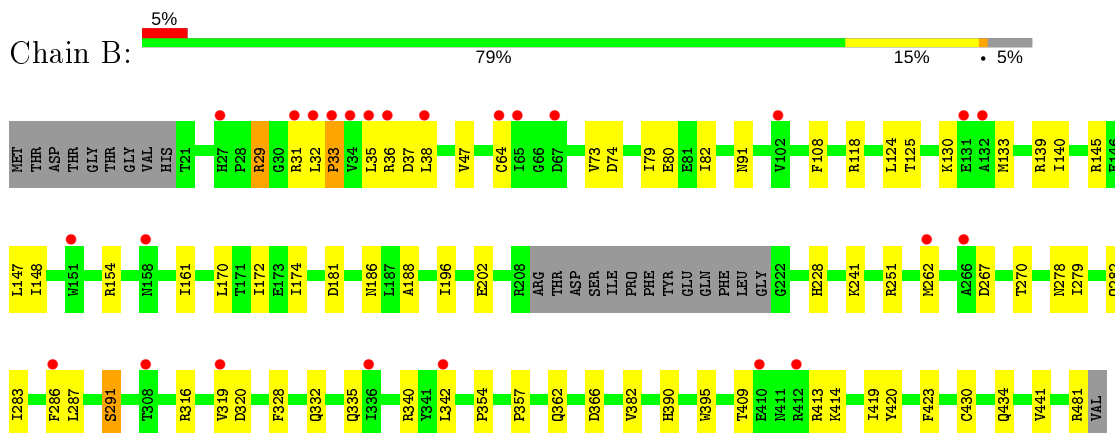 5%
Chain B:
79% 15% • 5%
MET THR ASP THR GLY THR GLY VAL HIS T21 H27 P28 R29 G30 R31 L32 P33 V34 L35 R36 D37 L38 V47 C64 I65 G66 D67 V73 D74 I79 E80 E81 I82 N91 V102 F108 R118 L124 T125 K130 E131 A132 M133 R139 I140 R145 E146
L147 I148 W151 R154 N158 I161 L170 T171 I172 E173 I174 D181 N186 L187 A188 I196 E202 R208 ARG THR ASP SER ILE PRO PHE TYR GLU GLN PHE LEU GLY G222 H228 K241 R251 M262 A266 D267 T270 N278 I279
I283 F286 L287 S291 T308 R316 V319 D320 F328 Q332 Q335 I336 R340 Y341 L342 P354 P357 Q362 D366 V382 H390 W395 T409 E410 N411 R412 R413 K414 I419 Y420 F423 C430 Q434 V441 R481 VAL